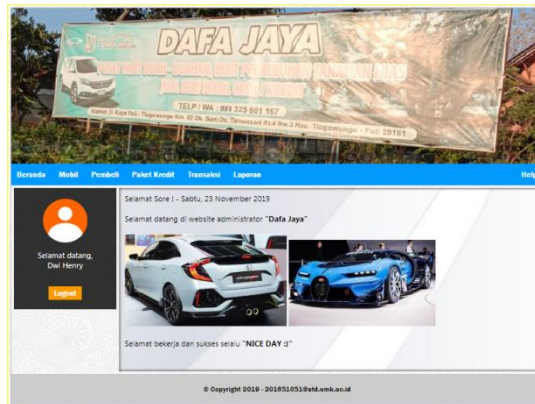 DAFA JAYA
TELP / WA : 081 325 601 167
Beranda Mobil Pembeli Paket Kredit Transaksi Laporan Help
Selamat Sore ! - Sabtu, 23 November 2019
Selamat datang di website administrator "Dafa Jaya"
Selamat datang,
Dwi Henry
Logout
Selamat bekerja dan sukses selalu "NICE DAY :)"
© Copyright 2019 - 201651051@std.umk.ac.id